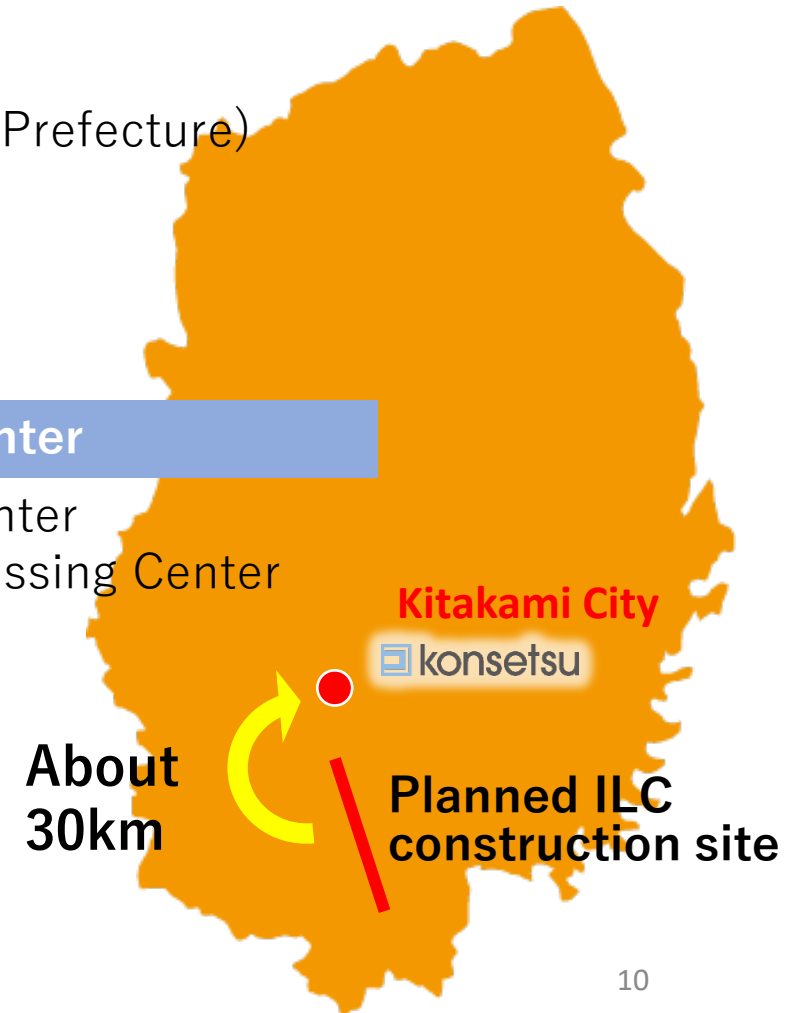 Prefecture)
nter
nter
ssing Center
Kitakami City
konsetsu
About
30km
Planned ILC
construction site
10